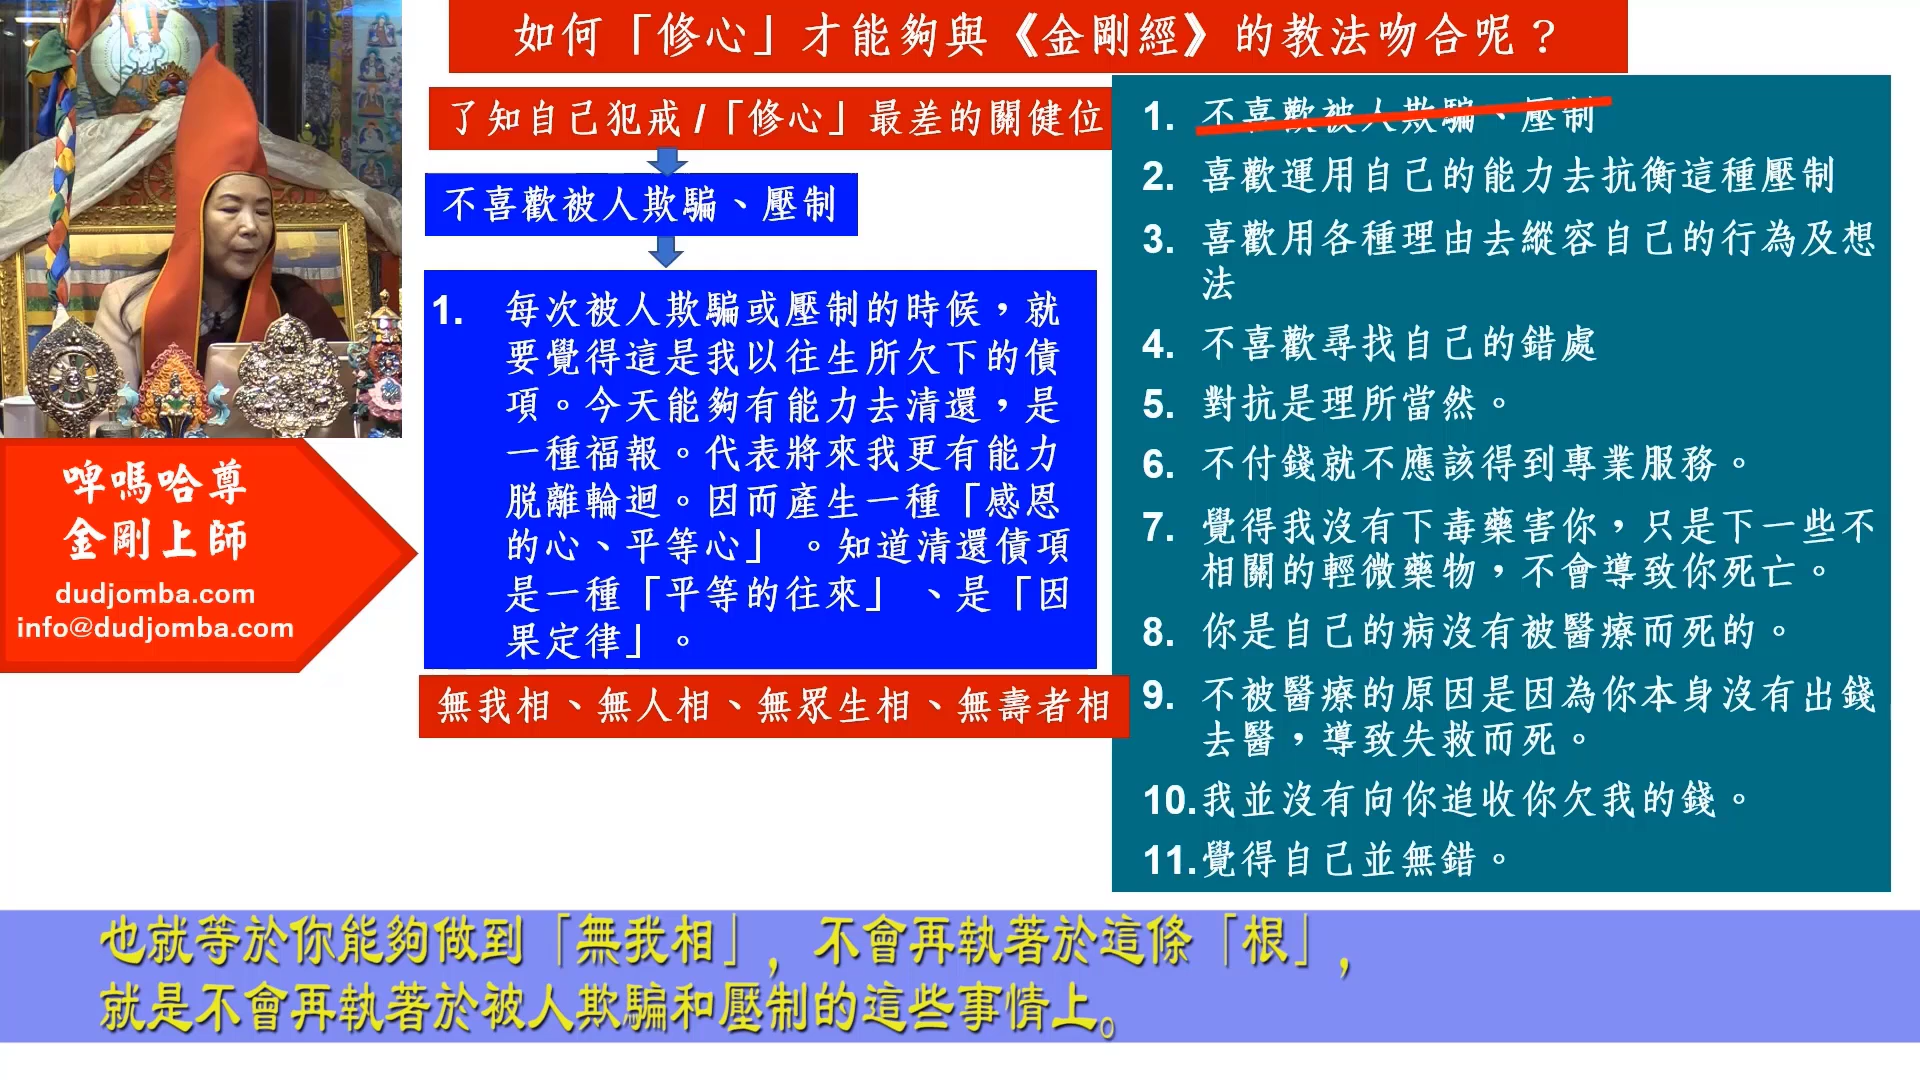 如何「修心」才能夠與《金剛經》的教法吻合呢？
了知自己犯戒/「修心」最差的關健位
不喜歡被人欺騙、壓制
1. 每次被人欺騙或壓制的時候，就
要覺得這是我以往生所欠下的債
項。今天能夠有能力去清還，是
一種福報。代表將來我更有能力
脫離輪迴。因而產生一種「感恩
的心、平等心」 。知道清還債項
是一種「平等的往來」 、是「因
果定律」。
無我相、無人相、無眾生相、無壽者相
1. 不喜歡被人欺騙、壓制
2. 喜歡運用自己的能力去抗衡這種壓制
3. 喜歡用各種理由去縱容自己的行為及想
法
4. 不喜歡尋找自己的錯處
5. 對抗是理所當然。
6. 不付錢就不應該得到專業服務。
7. 覺得我沒有下毒藥害你，只是下一些不
相關的輕微藥物，不會導致你死亡。
8. 你是自己的病沒有被醫療而死的。
9. 不被醫療的原因是因為你本身沒有出錢
去醫，導致失救而死。
10.我並沒有向你追收你欠我的錢。
11.覺得自己並無錯。
啤嗎哈尊
金剛上師
dudjomba.com
info@dudjomba.com
也就等於你能夠做到「無我相」，不會再執著於這條「根」，
就是不會再執著於被人欺騙和壓制的這些事情上。